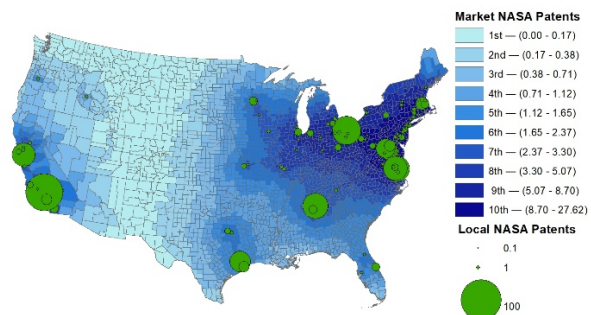 Market NASA Patents
1st — (0.00 - 0.17)
2nd — (0.17 - 0.38)
3rd — (0.38 - 0.71)
4th — (0.71 - 1.12)
5th — (1.12 - 1.65)
6th — (1.65 - 2.37)
7th — (2.37 - 3.30)
8th — (3.30 - 5.07)
9th — (5.07 - 8.70)
10th — (8.70 - 27.62)
Local NASA Patents
0.1
1
100